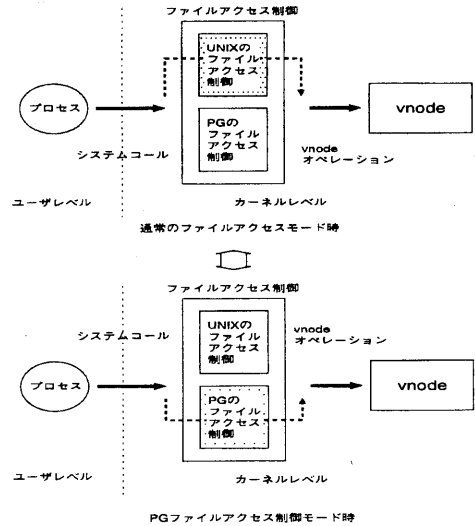 ファイルアクセス制御
UNIXの
ファイル
アクセス
制御
プロセス
vnode
PGの
ファイル
アクセス
制御
システムコール
vnode
オペレーション
ユーザレベル
カーネルレベル
通常のファイルアクセスモード時
ファイルアクセス制御
システムコール
UNIXの
ファイル
アクセス
制御
vnode
オペレーション
プロセス
PGの
ファイル
アクセス
制御
vnode
ユーザレベル
カーネルレベル
PGファイルアクセス制御モード時